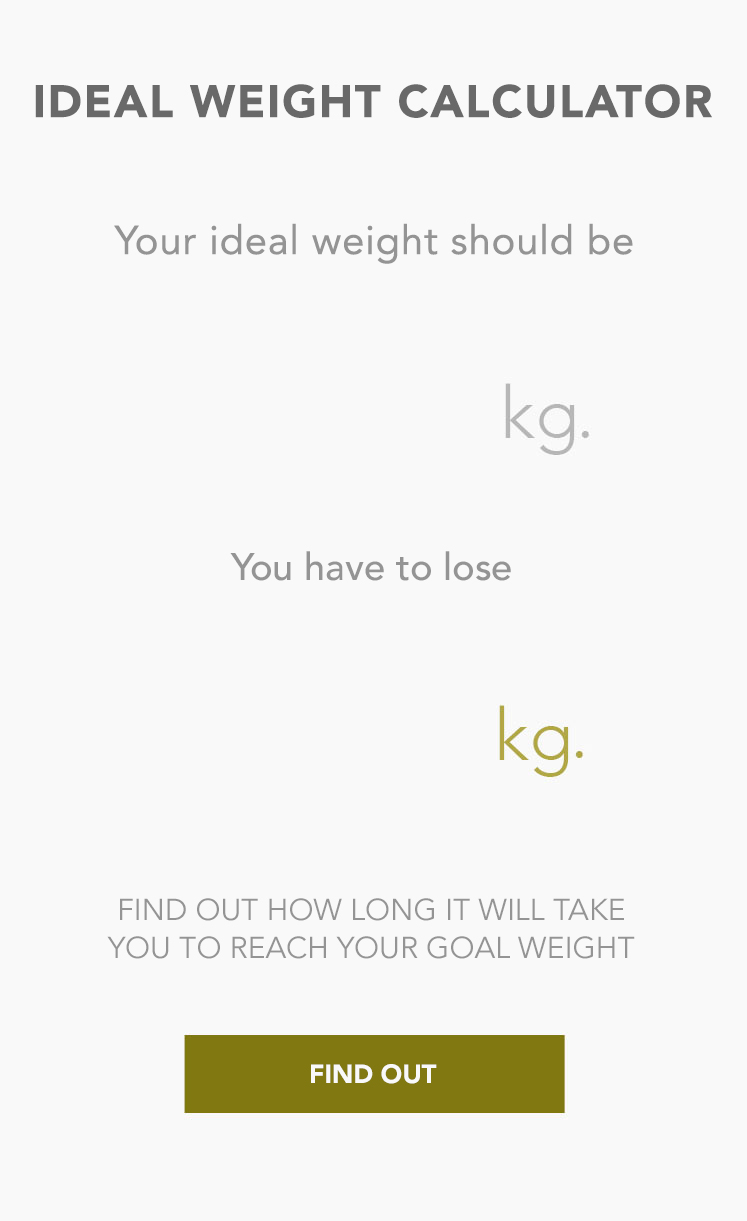 IDEAL WEIGHT CALCULATOR
Your ideal weight should be
kg.
You have to lose
kg.
FIND OUT HOW LONG IT WILL TAKE
YOU TO REACH YOUR GOAL WEIGHT
FIND OUT